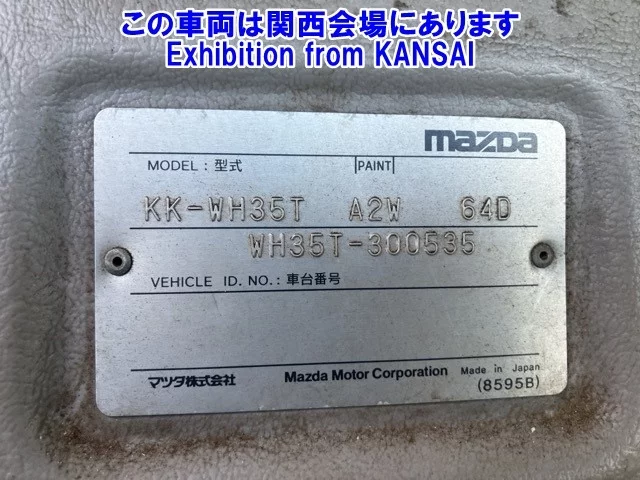 この車両は関西会場にあります
Exhibition from KANSAI
mazda
MODEL : 型式 PAINT
KK-WH35T A2W 64D
WH35T-300535
VEHICLE ID. NO. : 車台番号
マツダ株式会社 Mazda Motor Corporation Made in Japan
(8595B)